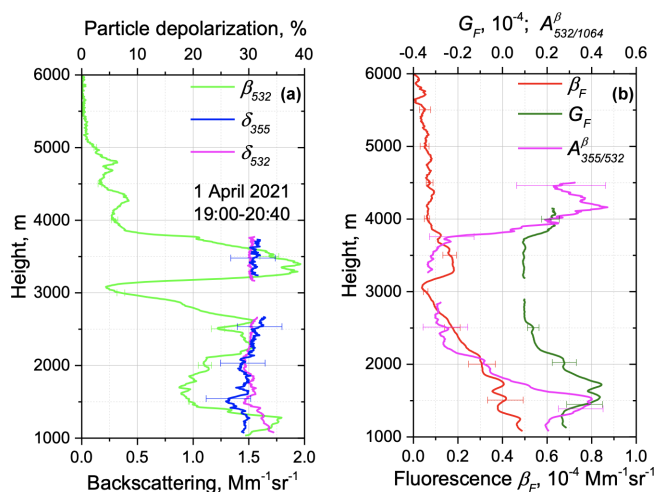 Particle depolarization, %
0 5 10 15 20 25 30 35 40
6000
5000
4000
3000
2000
1000
Height, m
β532 (a)
δ355
δ532
1 April 2021
19:00-20:40
0.0 0.5 1.0 1.5 2.0
Backscattering, Mm-1sr-1
GF, 10-4; Aβ532/1064
-0.4 -0.2 0.0 0.2 0.4 0.6
6000
5000
4000
3000
2000
1000
Height, m
βF (b)
GF
Aβ355/532
0.0 0.2 0.4 0.6 0.8 1.0
Fluorescence βF, 10-4 Mm-1sr-1